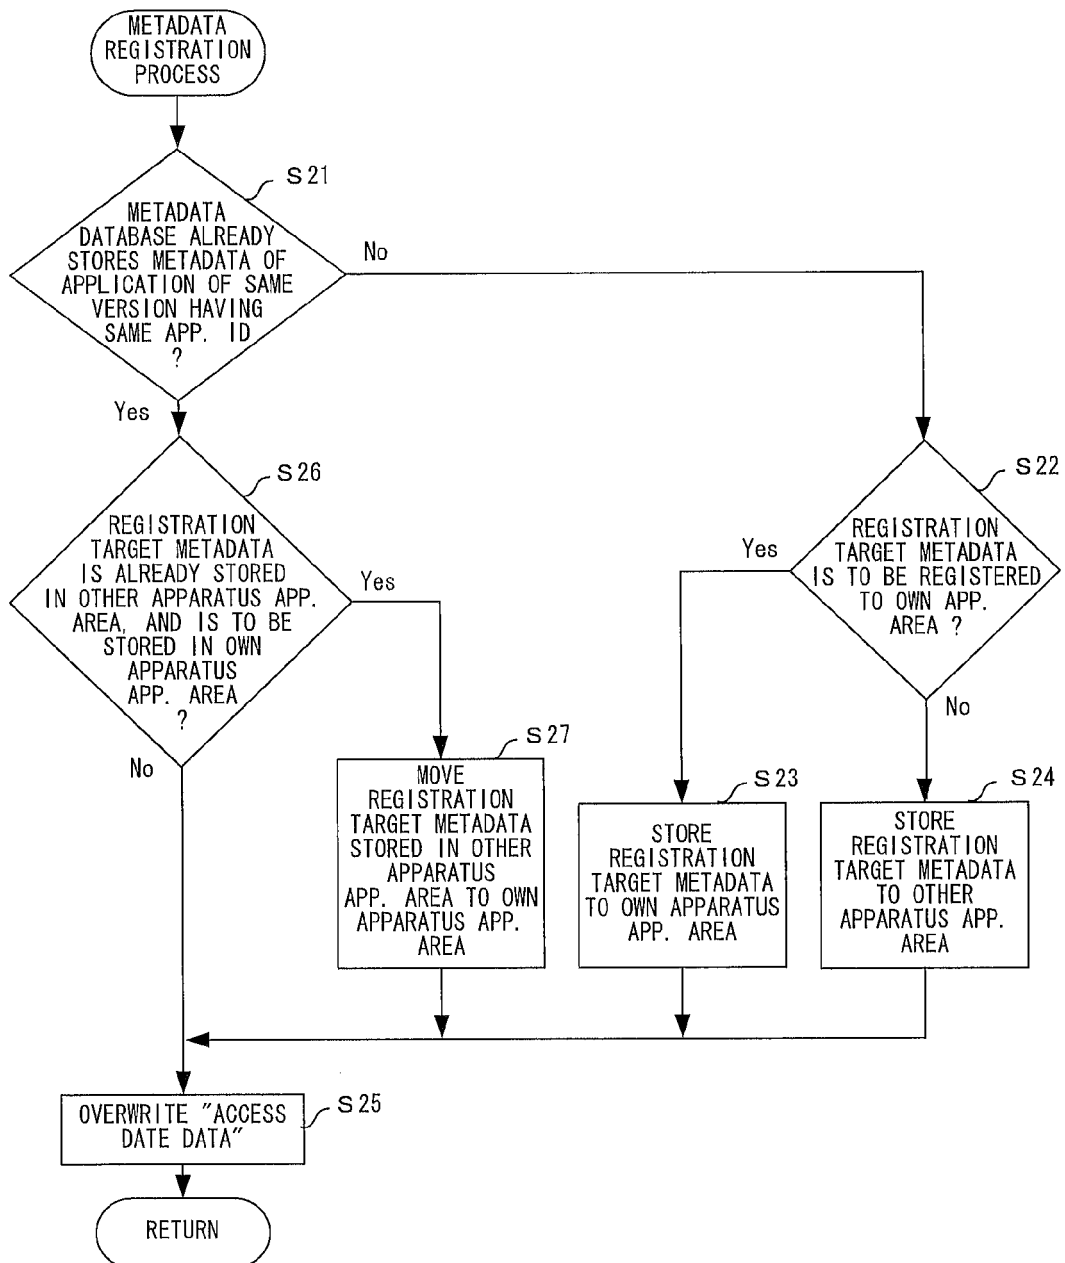 METADATA
REGISTRATION
PROCESS
S21
METADATA
DATABASE ALREADY
STORES METADATA OF
APPLICATION OF SAME
VERSION HAVING
SAME APP. ID
?
No
Yes
S26
REGISTRATION
TARGET METADATA
IS ALREADY STORED
IN OTHER APPARATUS APP.
AREA, AND IS TO BE
STORED IN OWN
APPARATUS
APP. AREA
?
Yes
No
S22
REGISTRATION
TARGET METADATA
IS TO BE REGISTERED
TO OWN APP.
AREA ?
Yes
No
S27
MOVE
REGISTRATION
TARGET METADATA
STORED IN OTHER
APPARATUS
APP. AREA TO OWN
APPARATUS APP.
AREA
S23
STORE
REGISTRATION
TARGET METADATA
TO OWN APPARATUS
APP. AREA
S24
STORE
REGISTRATION
TARGET METADATA
TO OTHER
APPARATUS APP.
AREA
S25
OVERWRITE "ACCESS
DATE DATA"
RETURN